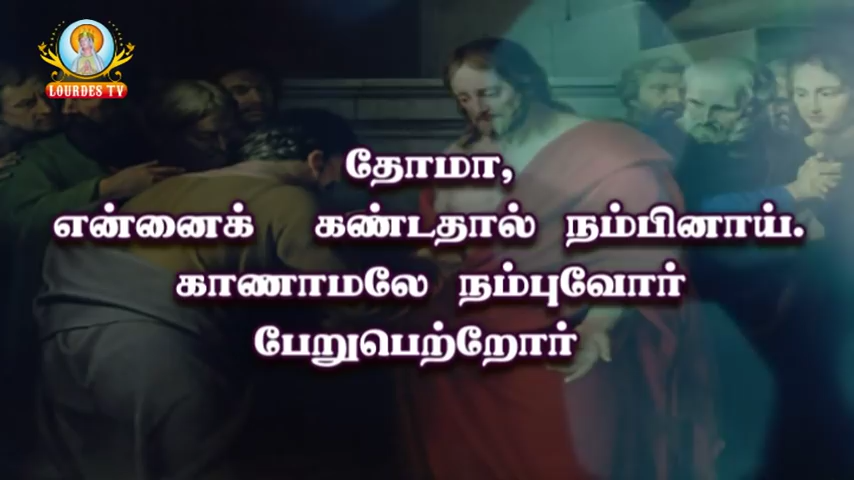 LOURDES TV
தோமா,
என்னைக் கண்டதால் நம்பினாய்.
காணாமலே நம்புவோர்
பேறுபெற்றோர்